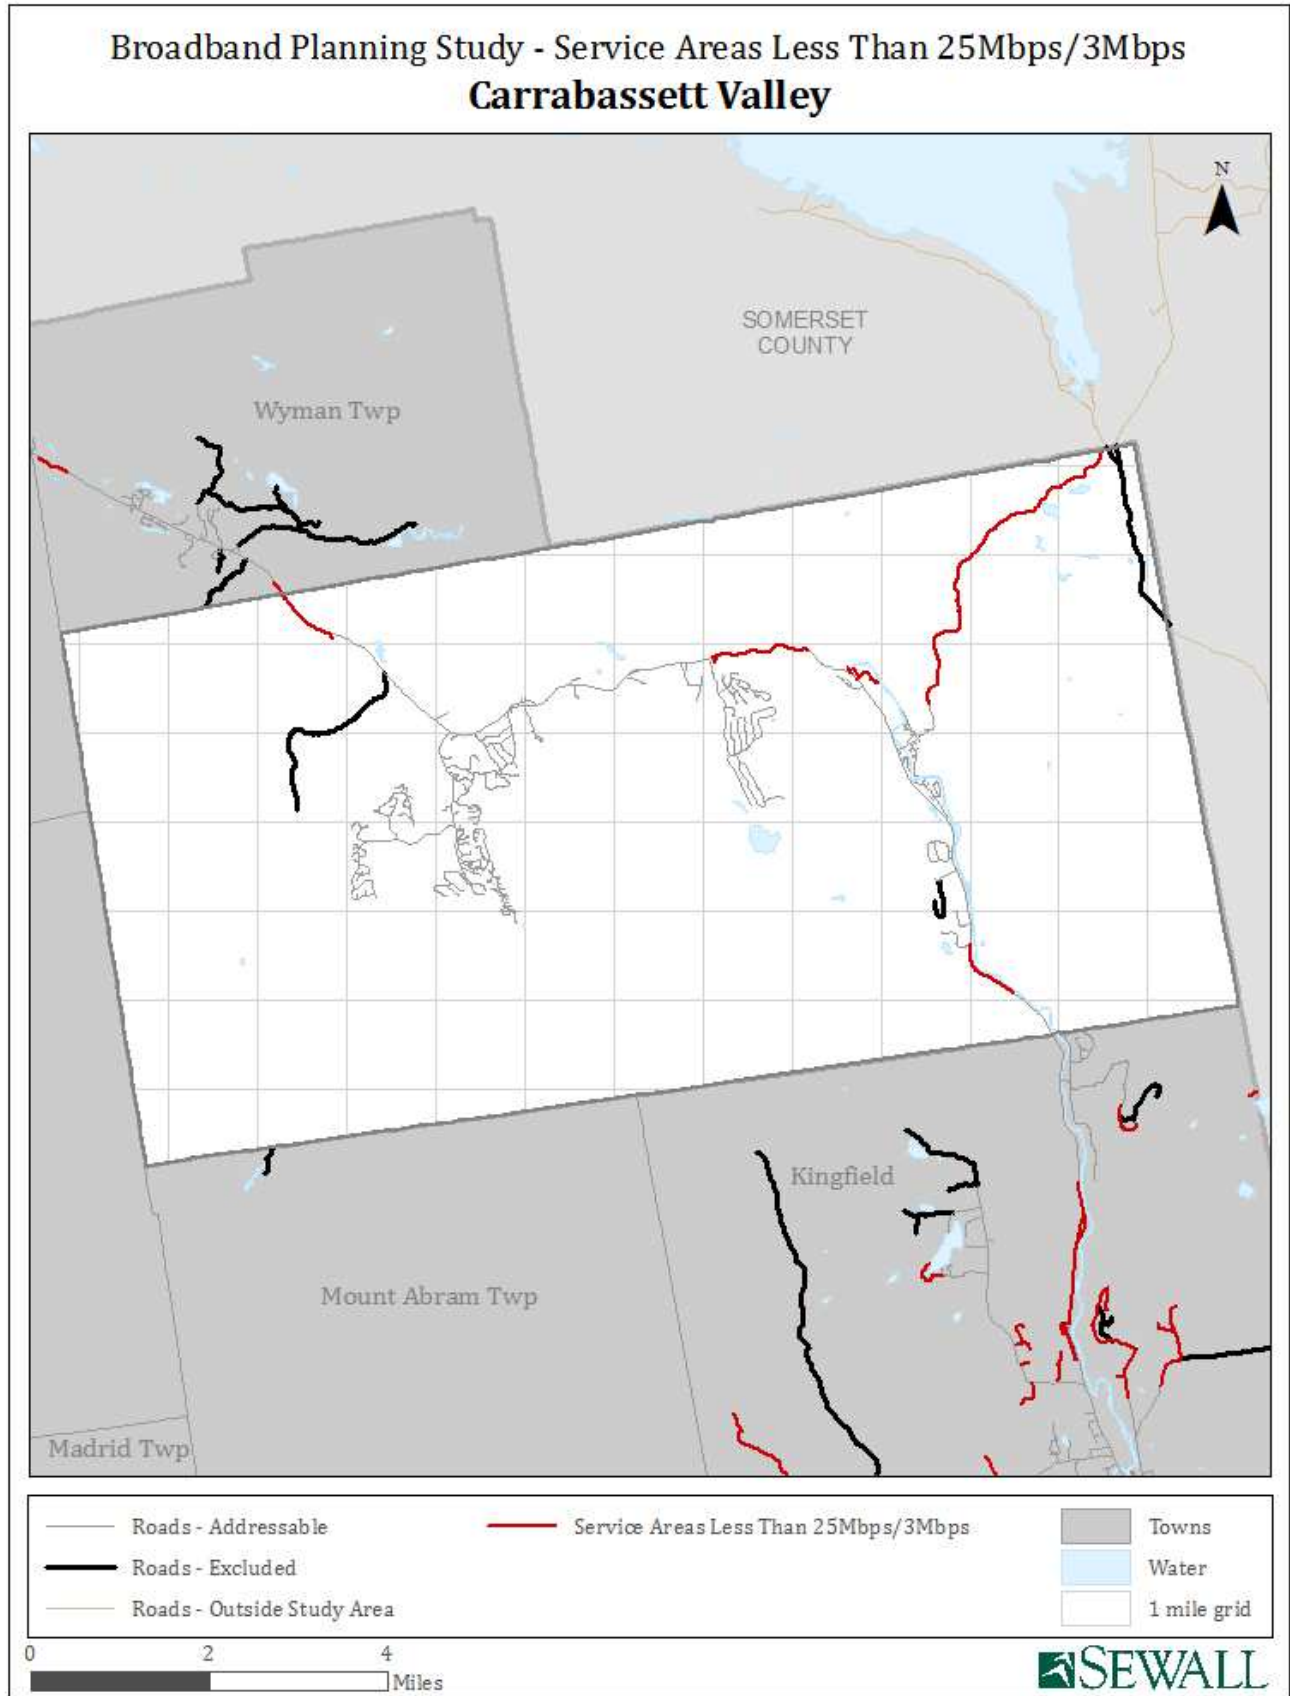 Broadband Planning Study - Service Areas Less Than 25Mbps/3Mbps
Carrabassett Valley
N
SOMERSET
COUNTY
Wyman Twp
Kingfield
Mount Abram Twp
Madrid Twp
Roads - Addressable
Roads - Excluded
Roads - Outside Study Area
Service Areas Less Than 25Mbps/3Mbps
Towns
Water
1 mile grid
0 2 4
Miles
SEWALL